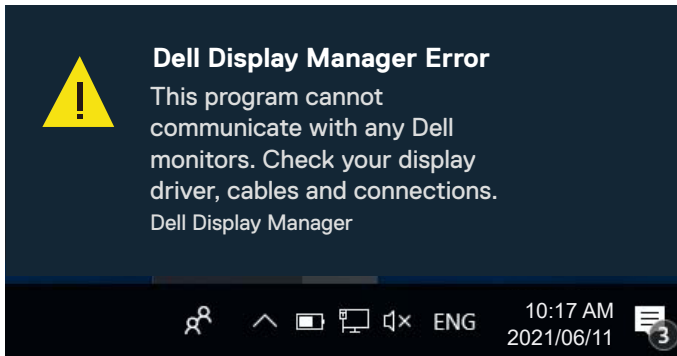 Dell Display Manager Error
This program cannot
communicate with any Dell
monitors. Check your display
driver, cables and connections.
Dell Display Manager
ENG
10:17 AM
2021/06/11
3